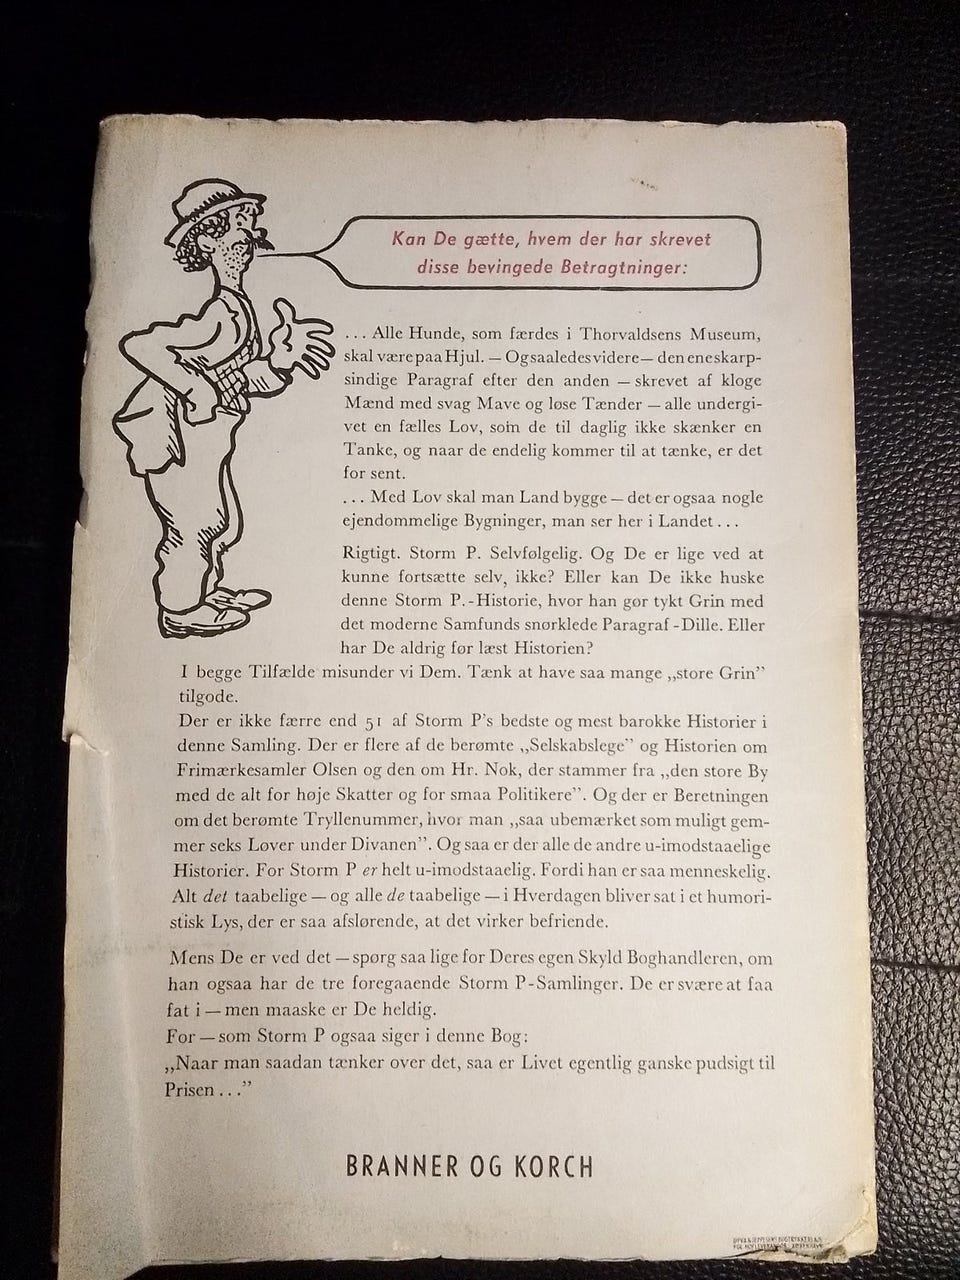 Kan De gætte, hvem der har skrevet
disse bevingede Betragtninger:
... Alle Hunde, som færdes i Thorvaldsens Museum,
skal være paa Hjul. — Og saaledes videre — den ene skarp-
sindige Paragraf efter den anden — skrevet af kloge
Mænd med svag Mave og løse Tænder — alle undergi-
vet en fælles Lov, som de til daglig ikke skænker en
Tanke, og naar de endelig kommer til at tænke, er det
for sent.
... Med Lov skal man Land bygge — det er ogsaa nogle
ejendommelige Bygninger, man ser her i Landet ...
Rigtigt. Storm P. Selvfølgelig. Og De er lige ved at
kunne fortsætte selv, ikke? Eller kan De ikke huske
denne Storm P.-Historie, hvor han gør tykt Grin med
det moderne Samfunds snørklede Paragraf-Dille. Eller
har De aldrig før læst Historien?
I begge Tilfælde misunder vi Dem. Tænk at have saa mange „store Grin”
tilgode.
Der er ikke færre end 51 af Storm P's bedste og mest barokke Historier i
denne Samling. Der er flere af de berømte „Selskabslege” og Historien om
Frimærkesamler Olsen og den om Hr. Nok, der stammer fra „den store By
med de alt for høje Skatter og for smaa Politikere”. Og der er Beretningen
om det berømte Tryllenummer, hvor man „saa ubemærket som muligt gem-
mer seks Løver under Divanen”. Og saa er der alle de andre u-imodstaaelige
Historier. For Storm P er helt u-imodstaaelig. Fordi han er saa menneskelig.
Alt det taabelige — og alle de taabelige — i Hverdagen bliver sat i et humori-
stisk Lys, der er saa afslørende, at det virker befriende.
Mens De er ved det — spørg saa lige for Deres egen Skyld Boghandleren, om
han ogsaa har de tre foregaaende Storm P-Samlinger. De er svære at faa
fat i — men maaske er De heldig.
For — som Storm P ogsaa siger i denne Bog:
„Naar man saadan tænker over det, saa er Livet egentlig ganske pudsigt til
Prisen ...”
BRANNER OG KORCH